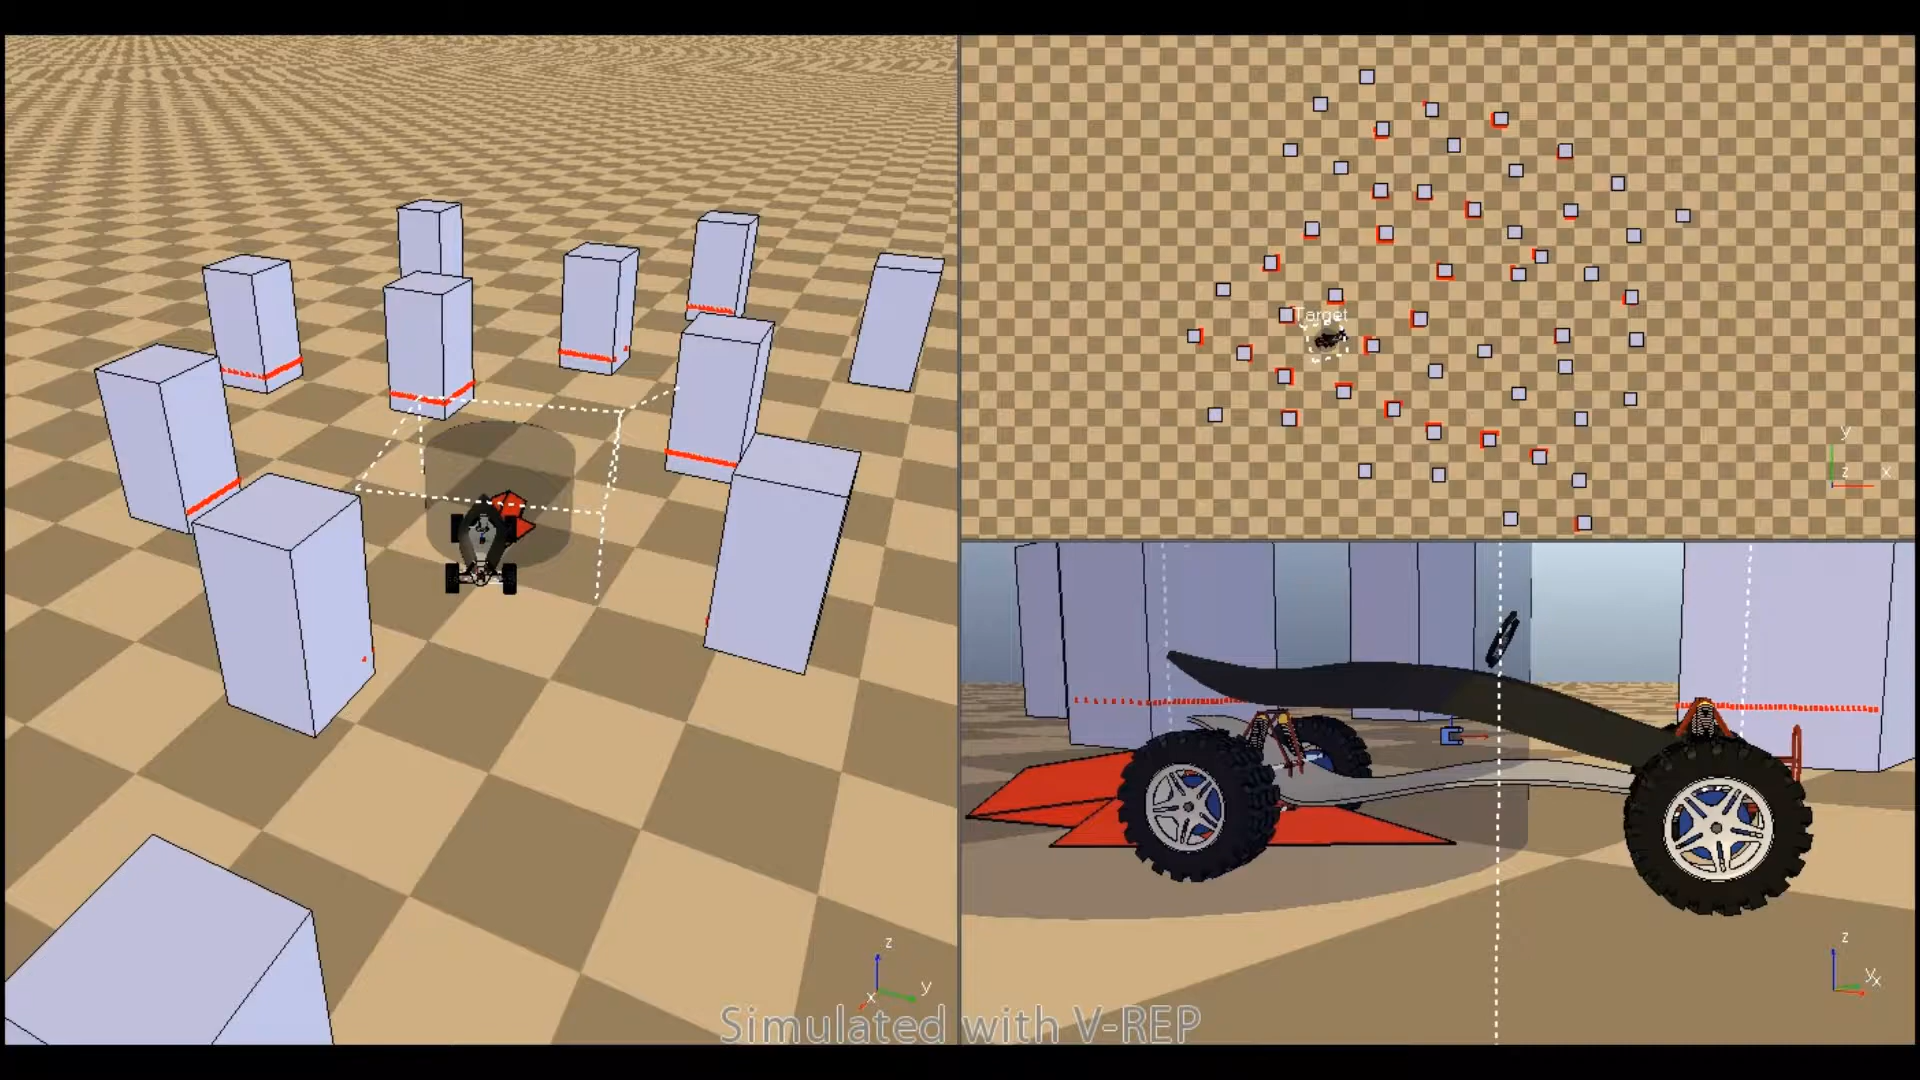 Target
y
z x
z
y
x
z
y
x
Simulated with V-REP